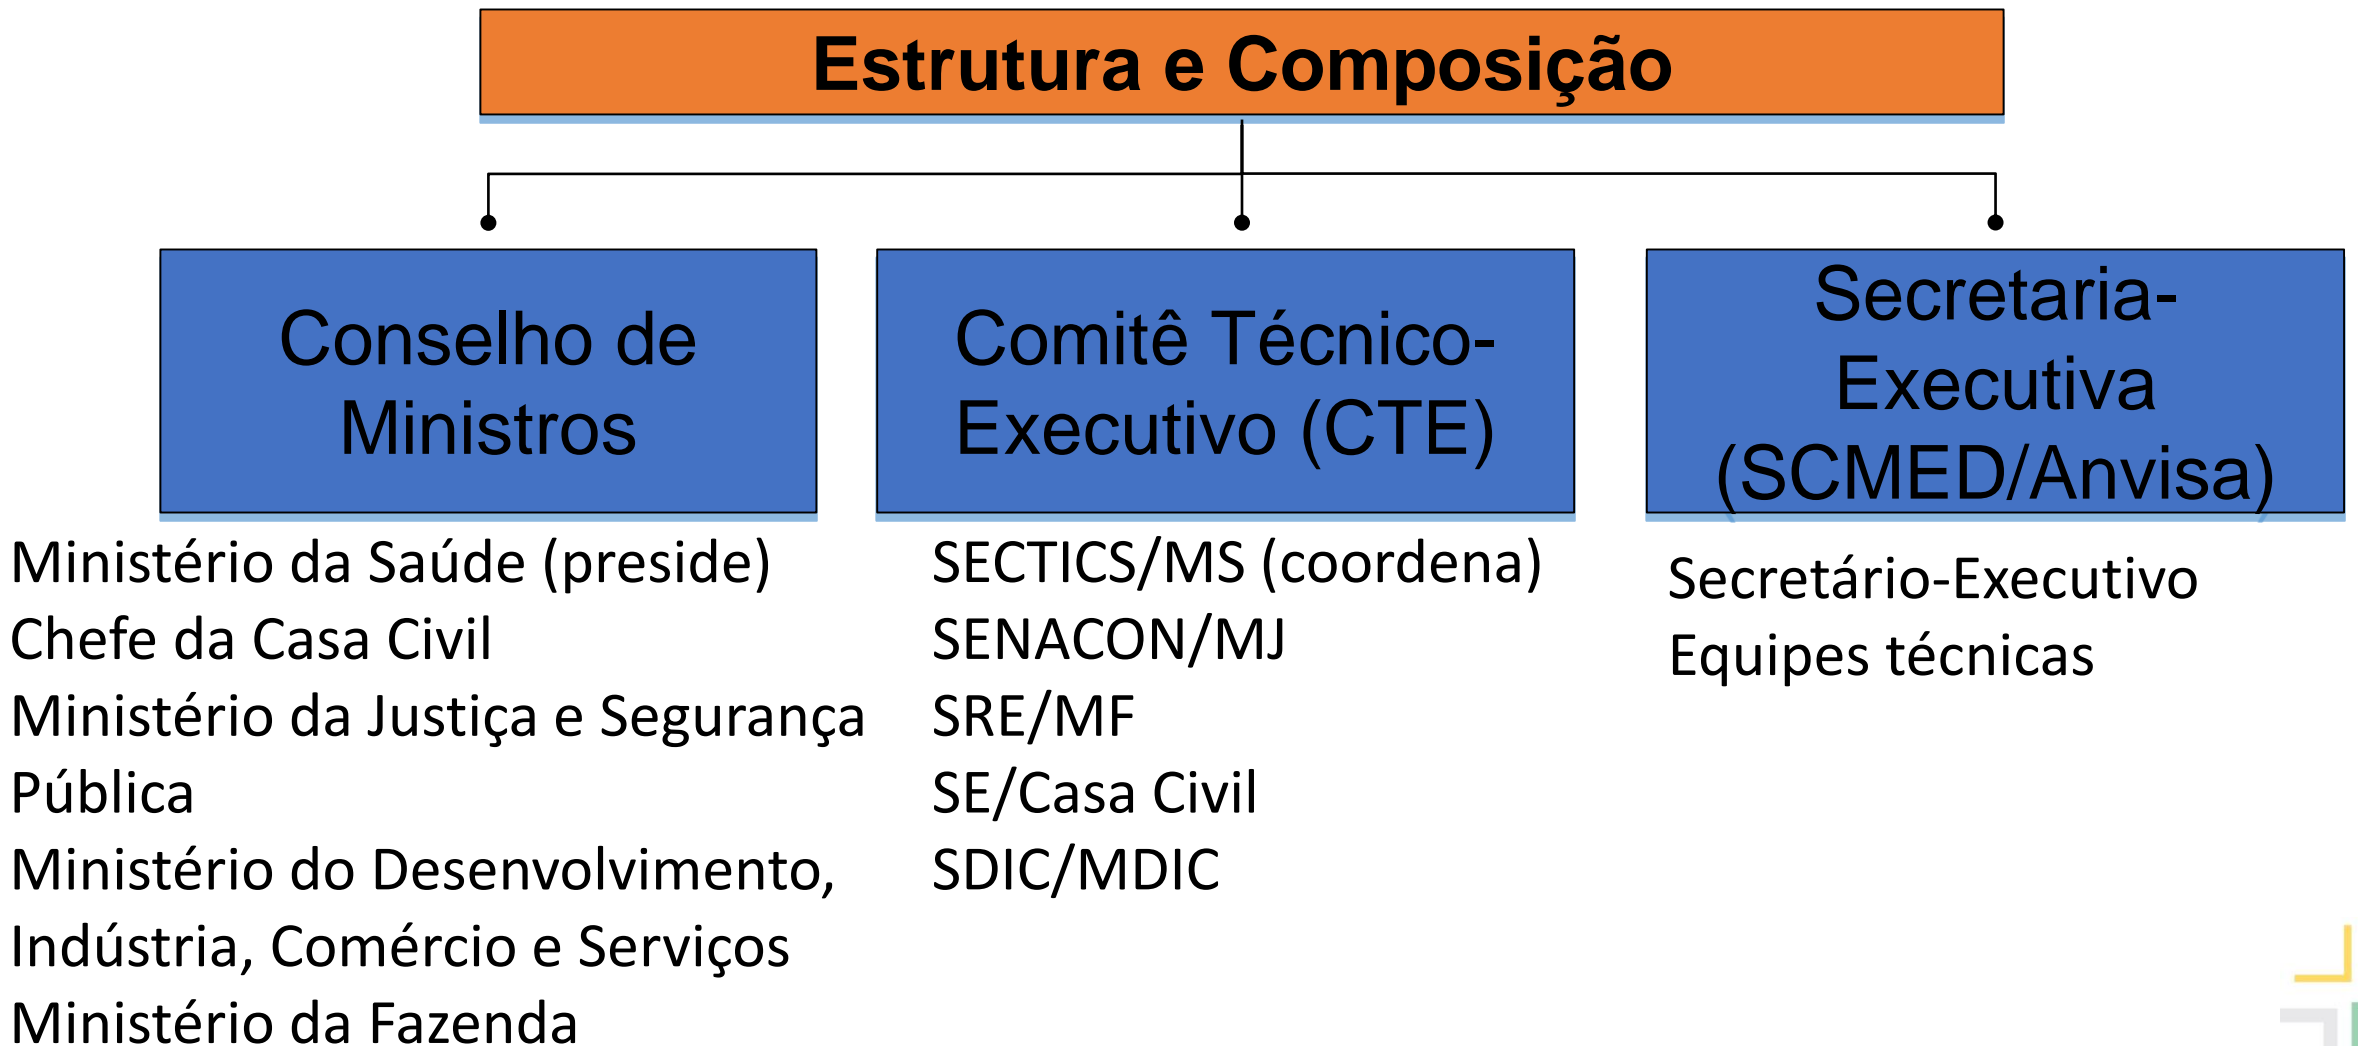 Estrutura e Composição
Conselho de
Ministros
Ministério da Saúde (preside)
Chefe da Casa Civil
Ministério da Justiça e Segurança
Pública
Ministério do Desenvolvimento,
Indústria, Comércio e Serviços
Ministério da Fazenda
Comitê Técnico-
Executivo (CTE)
SECTICS/MS (coordena)
SENACON/MJ
SRE/MF
SE/Casa Civil
SDIC/MDIC
Secretaria-
Executiva
(SCMED/Anvisa)
Secretário-Executivo
Equipes técnicas